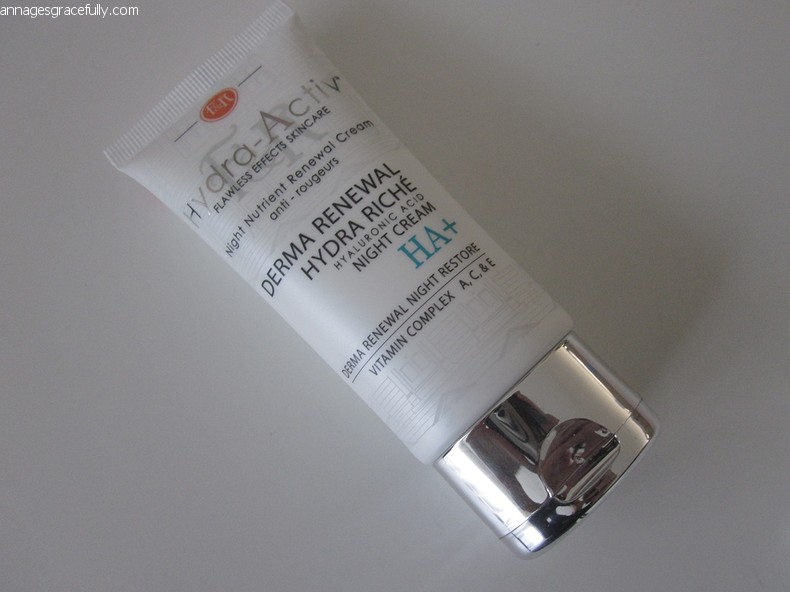 annagesgracefully.com
F&R
Hydra-Activ
FLAWLESS EFFECTS SKINCARE
Night Nutrient Renewal Cream
anti - rougeurs
DERMA RENEWAL
HYDRA RICHÉ
HYALURONIC ACID
NIGHT CREAM
HA+
DERMA RENEWAL NIGHT RESTORE
VITAMIN COMPLEX A, C, & E